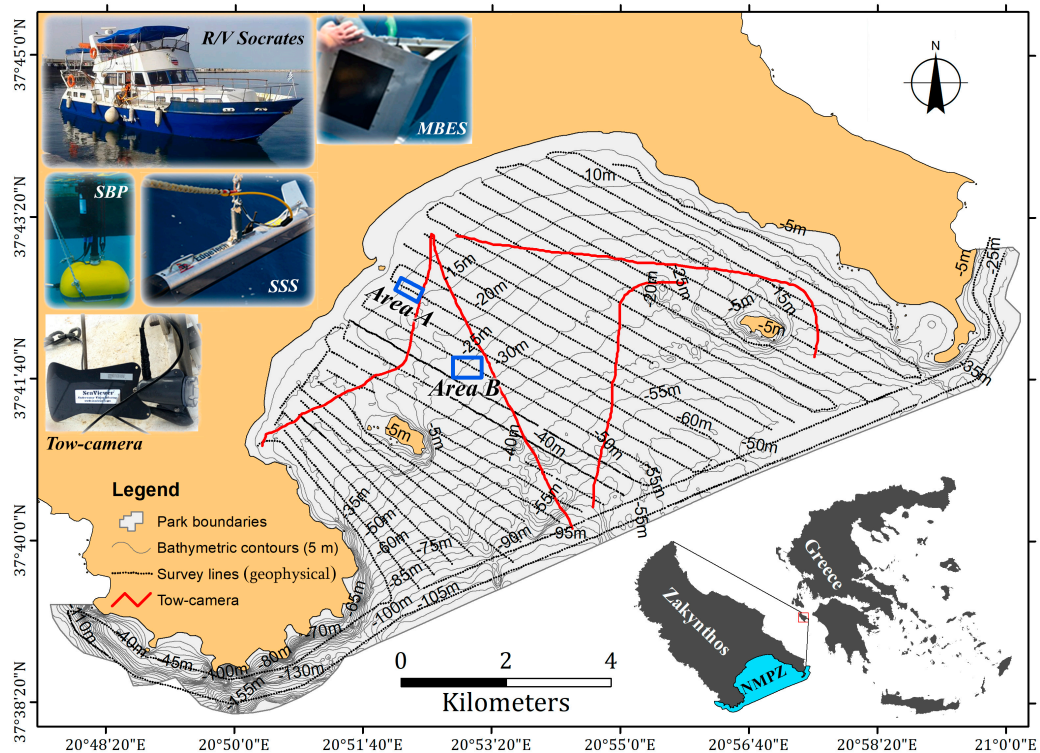 R/V Socrates
MBES
SBP
SSS
EdgeTech
SeaViewer
Tow-camera
N
37°45'0"N
37°43'20"N
37°41'40"N
37°40'0"N
37°38'20"N
20°48'20"E
20°50'0"E
20°51'40"E
20°53'20"E
20°55'0"E
20°56'40"E
20°58'20"E
21°0'0"E
10m
-5m
-5m
-25m
-15m
-20m
-20m
-25m
-5m
-15m
-5m
Area A
-25m
-30m
Area B
-35m
-55m
-60m
-50m
-5m
-5m
-40m
-40m
-50m
-55m
-55m
-55m
95m
-35m
-50m
-60m
-75m
-90m
-85m
-65m
-100m
-105m
-110m
-40m
-45m
-70m
-80m
-100m
-130m
-155m
Legend
Park boundaries
Bathymetric contours (5 m)
Survey lines (geophysical)
Tow-camera
0 2 4
Kilometers
Zakynthos
NMPZ
Greece